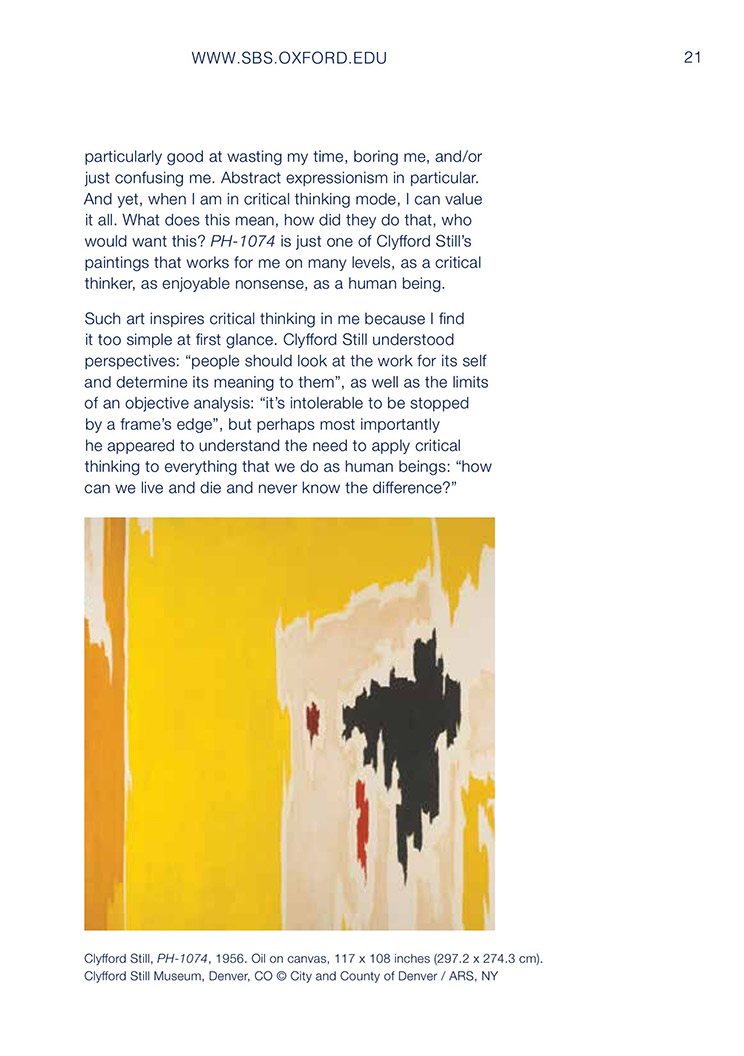 WWW.SBS.OXFORD.EDU 21
particularly good at wasting my time, boring me, and/or
just confusing me. Abstract expressionism in particular.
And yet, when I am in critical thinking mode, I can value
it all. What does this mean, how did they do that, who
would want this? PH-1074 is just one of Clyfford Still’s
paintings that works for me on many levels, as a critical
thinker, as enjoyable nonsense, as a human being.
Such art inspires critical thinking in me because I find
it too simple at first glance. Clyfford Still understood
perspectives: “people should look at the work for its self
and determine its meaning to them”, as well as the limits
of an objective analysis: “it’s intolerable to be stopped
by a frame’s edge”, but perhaps most importantly
he appeared to understand the need to apply critical
thinking to everything that we do as human beings: “how
can we live and die and never know the difference?”
Clyfford Still, PH-1074, 1956. Oil on canvas, 117 x 108 inches (297.2 x 274.3 cm).
Clyfford Still Museum, Denver, CO © City and County of Denver / ARS, NY